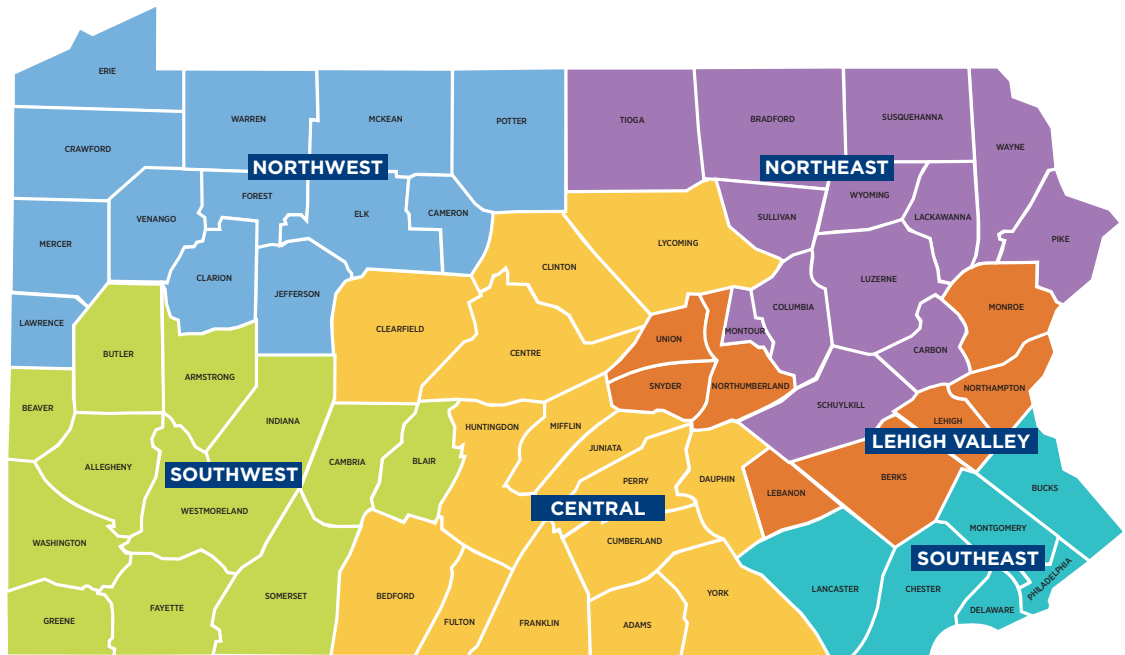 ERIE
CRAWFORD
WARREN
MCKEAN
POTTER
TIOGA
BRADFORD
SUSQUEHANNA
WAYNE
NORTHWEST
NORTHEAST
MERCER
VENANGO
FOREST
ELK
CAMERON
SULLIVAN
WYOMING
LACKAWANNA
PIKE
CLARION
JEFFERSON
CLINTON
LYCOMING
COLUMBIA
LUZERNE
MONROE
LAWRENCE
BUTLER
ARMSTRONG
CLEARFIELD
CENTRE
UNION
MONTOUR
CARBON
BEAVER
INDIANA
SNYDER
NORTHUMBERLAND
SCHUYLKILL
NORTHAMPTON
LEHIGH
ALLEGHENY
SOUTHWEST
CAMBRIA
BLAIR
HUNTINGDON
MIFFLIN
JUNIATA
LEHIGH VALLEY
WESTMORELAND
PERRY
DAUPHIN
LEBANON
BERKS
BUCKS
CENTRAL
WASHINGTON
CUMBERLAND
MONTGOMERY
SOUTHEAST
GREENE
FAYETTE
SOMERSET
BEDFORD
FULTON
FRANKLIN
ADAMS
YORK
LANCASTER
CHESTER
DELAWARE
PHILADELPHIA